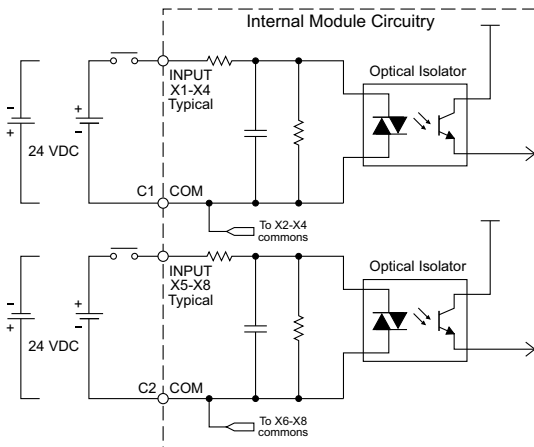 Internal Module Circuitry
INPUT
X1-X4
Typical
Optical Isolator
-
+
+
-
24 VDC
C1
COM
To X2-X4
commons
INPUT
X5-X8
Typical
Optical Isolator
-
+
+
-
24 VDC
C2
COM
To X6-X8
commons